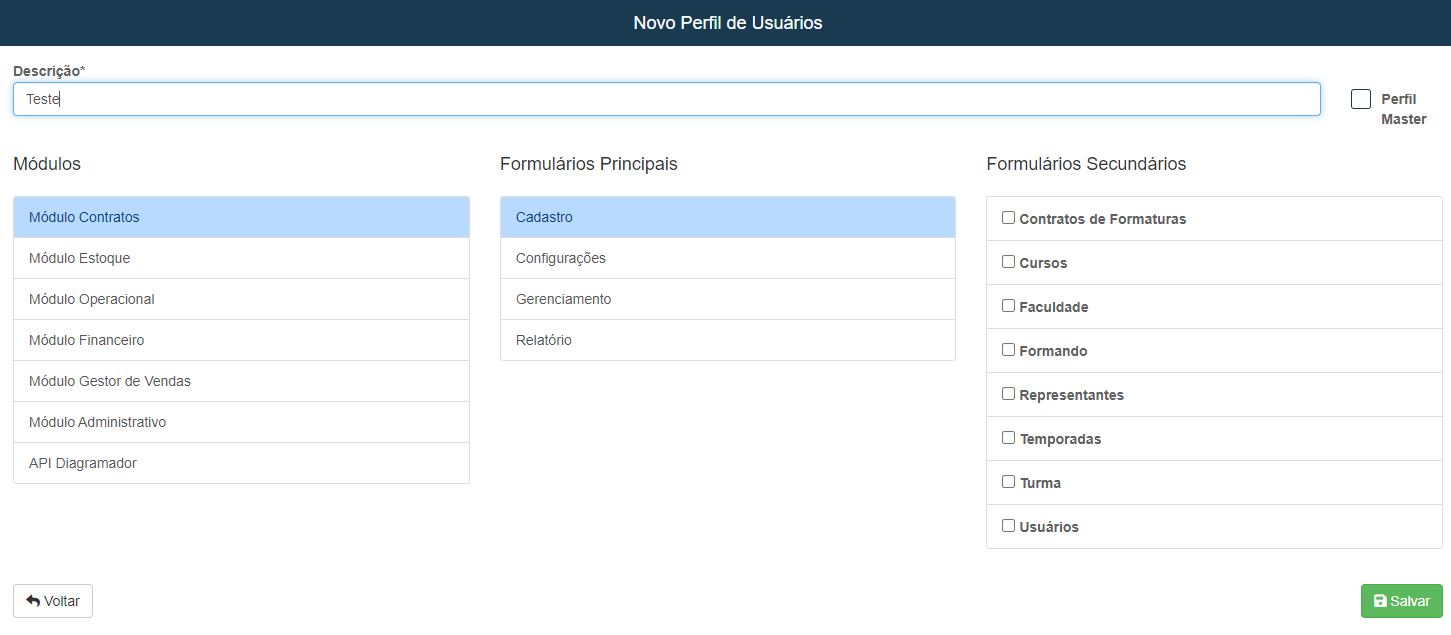 Novo Perfil de Usuários
Descrição*
Teste
Perfil
Master
Módulos
Módulo Contratos
Módulo Estoque
Módulo Operacional
Módulo Financeiro
Módulo Gestor de Vendas
Módulo Administrativo
API Diagramador
Formulários Principais
Cadastro
Configurações
Gerenciamento
Relatório
Formulários Secundários
Contratos de Formaturas
Cursos
Faculdade
Formando
Representantes
Temporadas
Turma
Usuários
Voltar
Salvar